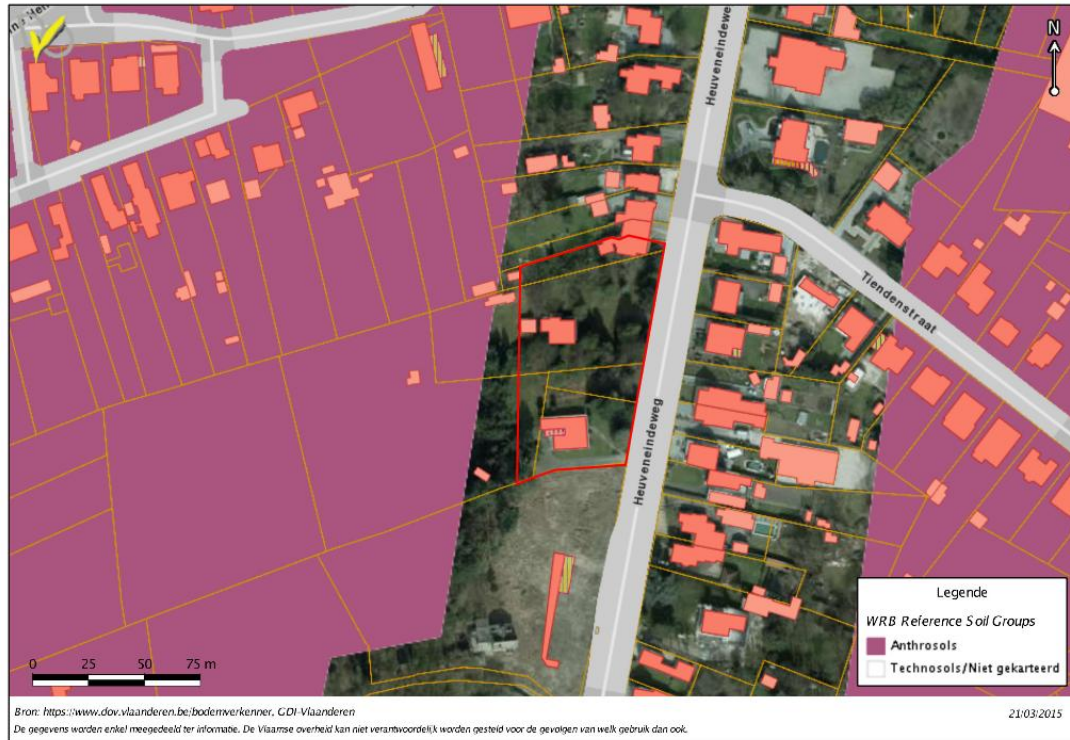 N
Heuveneindeweg
Tiendenstraat
Heuveneindeweg
Legende
WRB Reference Soil Groups
Anthrosols
Technosols/Niet gekarteerd
0 25 50 75 m
Bron: https://www.dov.vlaanderen.be/bodemverkenner, GDI-Vlaanderen
21/03/2015
De gegevens worden enkel meegedeeld ter informatie. De Vlaamse overheid kan niet verantwoordelijk worden gesteld voor de gevolgen van welk gebruik dan ook.